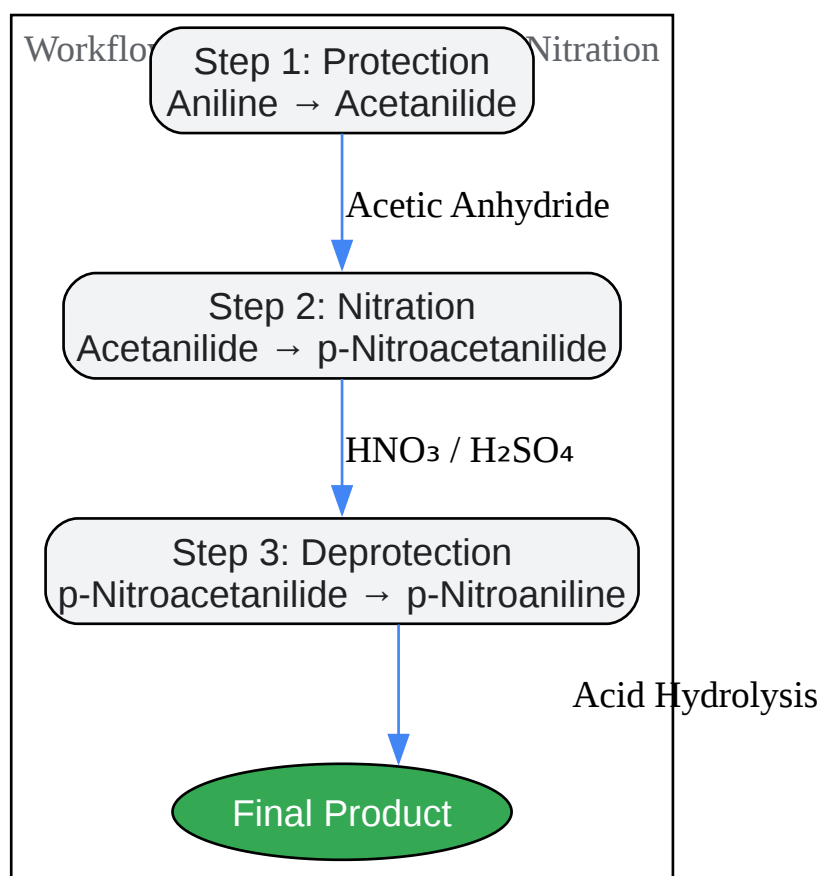 Workflo Nitration
Step 1: Protection
Aniline → Acetanilide
Acetic Anhydride
Step 2: Nitration
Acetanilide → p-Nitroacetanilide
HNO₃ / H₂SO₄
Step 3: Deprotection
p-Nitroacetanilide → p-Nitroaniline
Acid Hydrolysis
Final Product